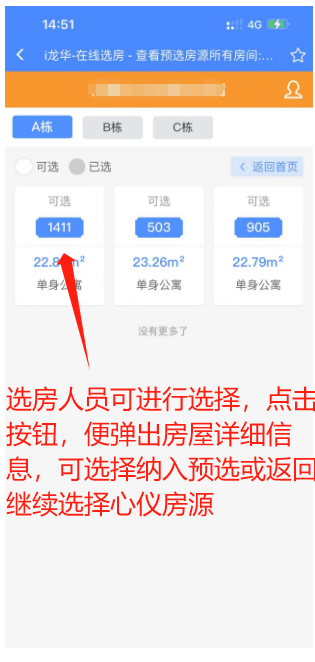 14:51
4G
i龙华-在线选房 - 查看预选房源所有房间:...
A栋
B栋
C栋
可选
已选
返回首页
可选
可选
可选
1411
503
905
23.26m²
22.79m²
单身公寓
单身公寓
没有更多了
选房人员可进行选择，点击
按钮，便弹出房屋详细信
息，可选择纳入预选或返回
继续选择心仪房源